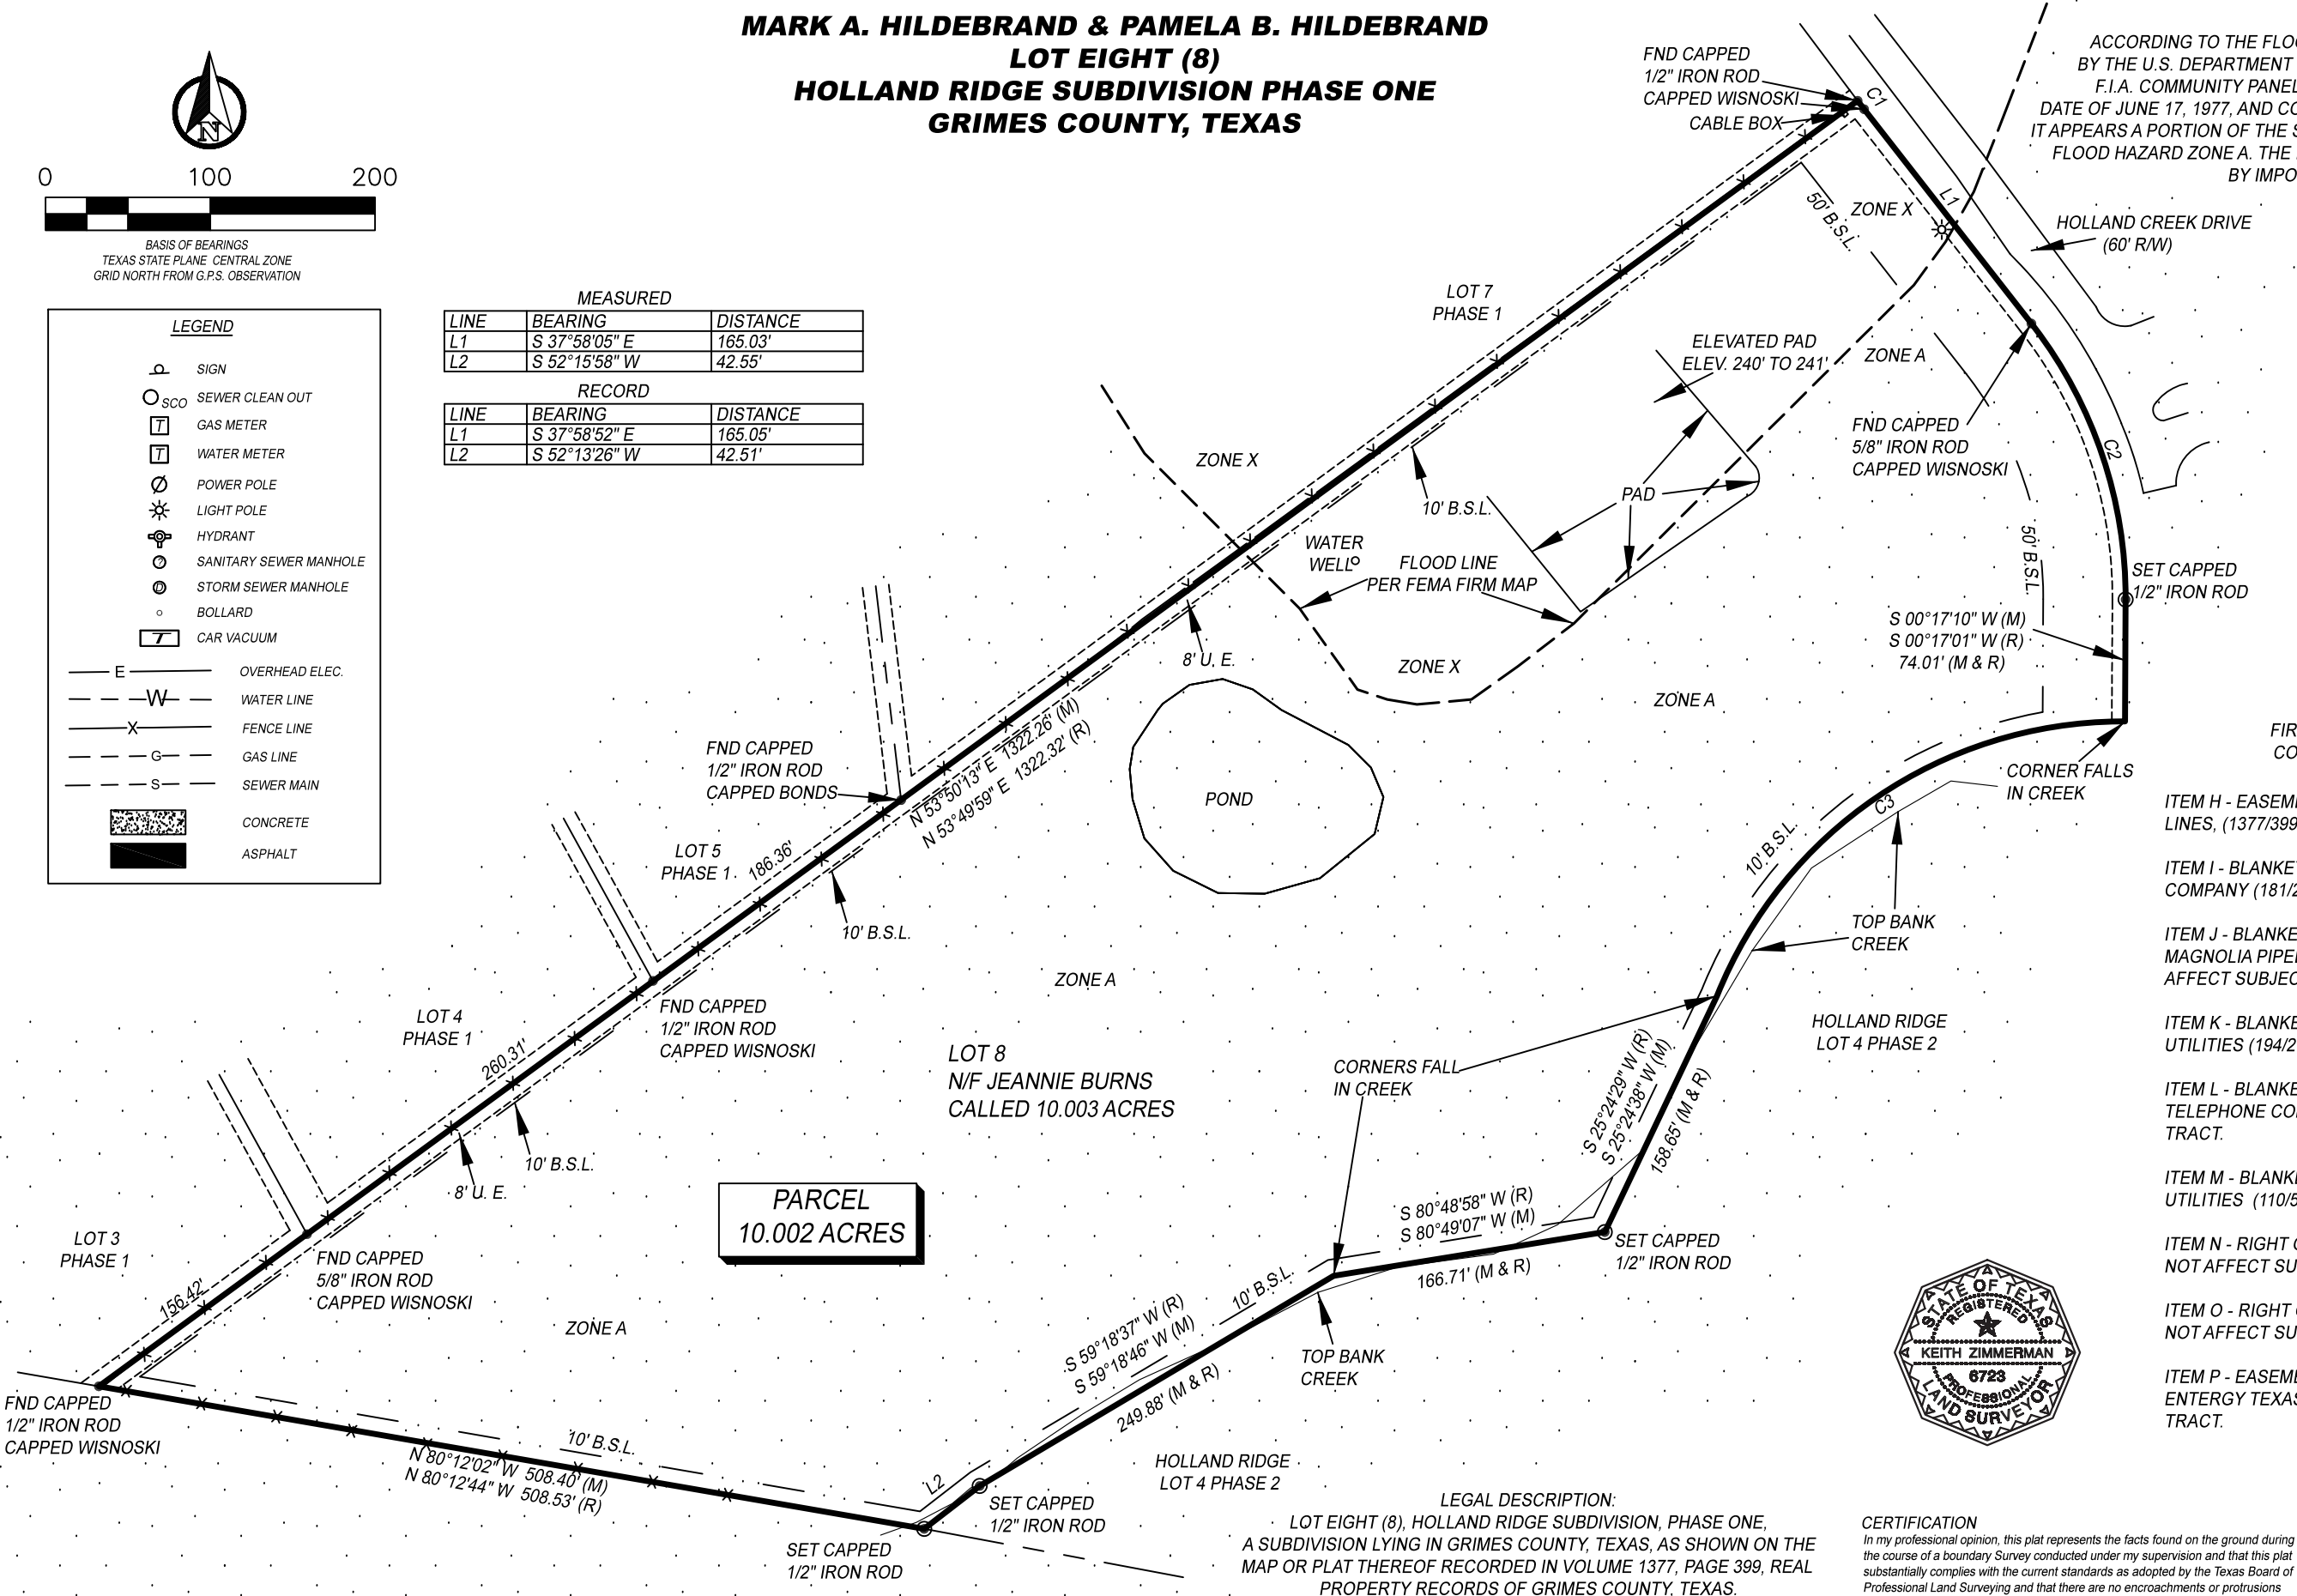 MARK A. HILDEBRAND & PAMELA B. HILDEBRAND
LOT EIGHT (8)
HOLLAND RIDGE SUBDIVISION PHASE ONE
GRIMES COUNTY, TEXAS
N
0 100 200
BASIS OF BEARINGS
TEXAS STATE PLANE CENTRAL ZONE
GRID NORTH FROM G.P.S. OBSERVATION
LEGEND
SIGN
SCO SEWER CLEAN OUT
T GAS METER
T WATER METER
POWER POLE
LIGHT POLE
HYDRANT
? SANITARY SEWER MANHOLE
D STORM SEWER MANHOLE
BOLLARD
T CAR VACUUM
E OVERHEAD ELEC.
W WATER LINE
X FENCE LINE
G GAS LINE
S SEWER MAIN
CONCRETE
ASPHALT
MEASURED
LINE BEARING DISTANCE
L1 S 37°58'05" E 165.03'
L2 S 52°15'58" W 42.55'
RECORD
LINE BEARING DISTANCE
L1 S 37°58'52" E 165.05'
L2 S 52°13'26" W 42.51'
FND CAPPED
1/2" IRON ROD
CAPPED WISNOSKI
CABLE BOX
C1
ACCORDING TO THE FLO
BY THE U.S. DEPARTMENT
F.I.A. COMMUNITY PANEL
DATE OF JUNE 17, 1977, AND CO
IT APPEARS A PORTION OF THE S
FLOOD HAZARD ZONE A. THE
BY IMPO
L1
50' B.S.L.
ZONE X
HOLLAND CREEK DRIVE
(60' R/W)
LOT 7
PHASE 1
ELEVATED PAD
ELEV. 240' TO 241'
ZONE A
FND CAPPED
5/8" IRON ROD
CAPPED WISNOSKI
C2
ZONE X
PAD
10' B.S.L.
WATER
WELL
FLOOD LINE
PER FEMA FIRM MAP
50' B.S.L.
SET CAPPED
1/2" IRON ROD
S 00°17'10" W (M)
S 00°17'01" W (R)
74.01' (M & R)
8' U. E.
ZONE X
ZONE A
N 53°50'13" E 1322.26' (M)
N 53°49'59" E 1322.32' (R)
FND CAPPED
1/2" IRON ROD
CAPPED BONDS
POND
CORNER FALLS
IN CREEK
C3
10' B.S.L.
FIR
CO
ITEM H - EASEM
LINES, (1377/399
LOT 5
PHASE 1
186.36'
10' B.S.L.
TOP BANK
CREEK
ITEM I - BLANKE
COMPANY (181/2
ITEM J - BLANKE
MAGNOLIA PIPE
AFFECT SUBJEC
ZONE A
LOT 4
PHASE 1
260.31'
FND CAPPED
1/2" IRON ROD
CAPPED WISNOSKI
HOLLAND RIDGE
LOT 4 PHASE 2
ITEM K - BLANKE
UTILITIES (194/2
LOT 8
N/F JEANNIE BURNS
CALLED 10.003 ACRES
CORNERS FALL
IN CREEK
S 25°24'29" W (R)
S 25°24'38" W (M)
158.65' (M & R)
ITEM L - BLANKE
TELEPHONE CO
TRACT.
10' B.S.L.
8' U. E.
PARCEL
10.002 ACRES
S 80°48'58" W (R)
S 80°49'07" W (M)
166.71' (M & R)
SET CAPPED
1/2" IRON ROD
ITEM M - BLANKE
UTILITIES (110/5
ITEM N - RIGHT
NOT AFFECT SU
LOT 3
PHASE 1
156.42'
FND CAPPED
5/8" IRON ROD
CAPPED WISNOSKI
ZONE A
10' B.S.L.
S 59°18'37" W (R)
S 59°18'46" W (M)
249.88' (M & R)
TOP BANK
CREEK
STATE OF TEXAS
REGISTERED
KEITH ZIMMERMAN
6723
PROFESSIONAL
LAND SURVEYOR
ITEM O - RIGHT
NOT AFFECT SU
ITEM P - EASEM
ENTERGY TEXAS
TRACT.
FND CAPPED
1/2" IRON ROD
CAPPED WISNOSKI
10' B.S.L.
N 80°12'02" W 508.40' (M)
N 80°12'44" W 508.53' (R)
L2
HOLLAND RIDGE
LOT 4 PHASE 2
SET CAPPED
1/2" IRON ROD
SET CAPPED
1/2" IRON ROD
LEGAL DESCRIPTION:
LOT EIGHT (8), HOLLAND RIDGE SUBDIVISION, PHASE ONE,
A SUBDIVISION LYING IN GRIMES COUNTY, TEXAS, AS SHOWN ON THE
MAP OR PLAT THEREOF RECORDED IN VOLUME 1377, PAGE 399, REAL
PROPERTY RECORDS OF GRIMES COUNTY, TEXAS.
CERTIFICATION
In my professional opinion, this plat represents the facts found on the ground during
the course of a boundary Survey conducted under my supervision and that this plat
substantially complies with the current standards as adopted by the Texas Board of
Professional Land Surveying and that there are no encroachments or protrusions